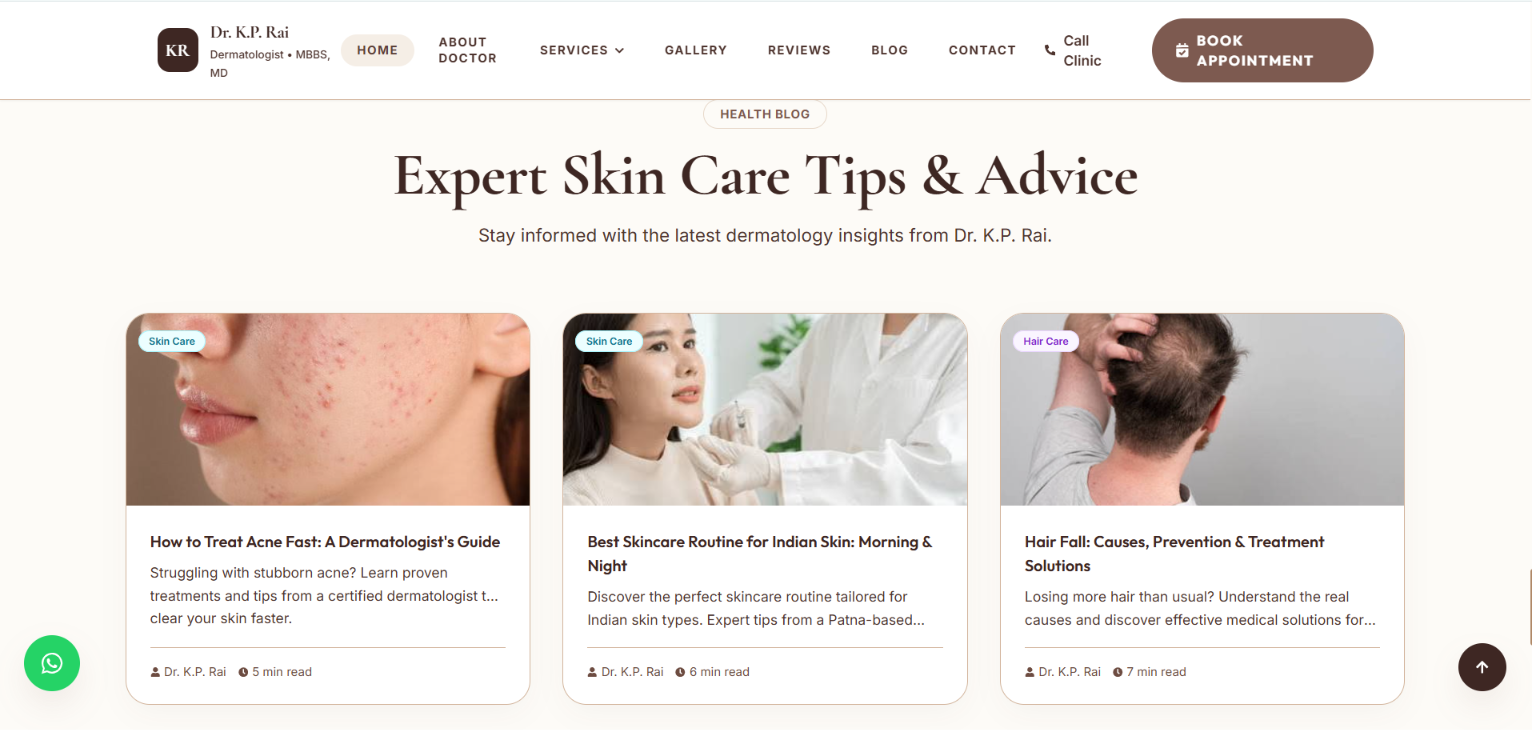 KR
Dr. K.P. Rai
Dermatologist • MBBS,
MD
HOME
ABOUT
DOCTOR
SERVICES
GALLERY
REVIEWS
BLOG
CONTACT
Call
Clinic
BOOK
APPOINTMENT
HEALTH BLOG
Expert Skin Care Tips & Advice
Stay informed with the latest dermatology insights from Dr. K.P. Rai.
Skin Care
How to Treat Acne Fast: A Dermatologist's Guide
Struggling with stubborn acne? Learn proven
treatments and tips from a certified dermatologist t...
clear your skin faster.
Dr. K.P. Rai 5 min read
Skin Care
Best Skincare Routine for Indian Skin: Morning &
Night
Discover the perfect skincare routine tailored for
Indian skin types. Expert tips from a Patna-based...
Dr. K.P. Rai 6 min read
Hair Care
Hair Fall: Causes, Prevention & Treatment
Solutions
Losing more hair than usual? Understand the real
causes and discover effective medical solutions for...
Dr. K.P. Rai 7 min read